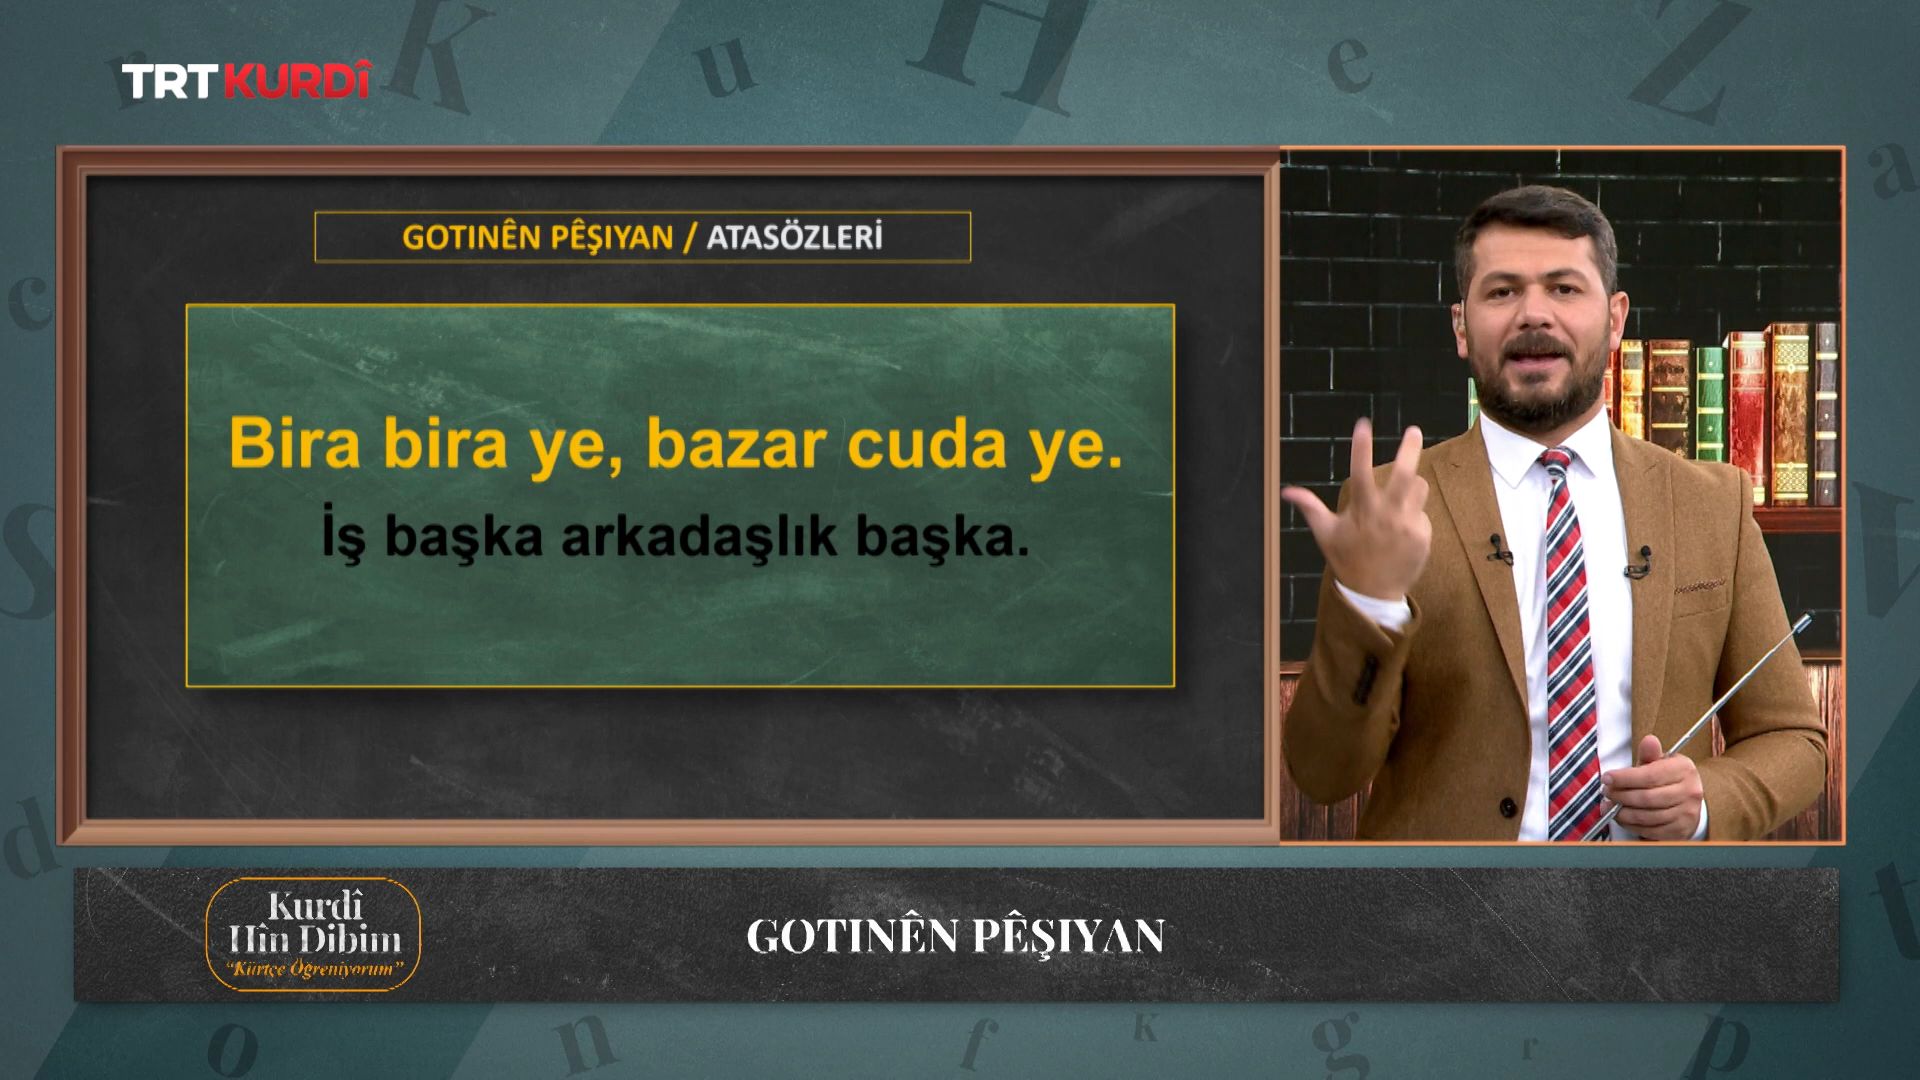 TRT KURDÎ
GOTINÊN PÊŞIYAN / ATASÖZLERİ
Bira bira ye, bazar cuda ye.
İş başka arkadaşlık başka.
Kurdî
Hîn Dibim
“Kürtçe Öğreniyorum”
GOTINÊN PÊŞIYAN